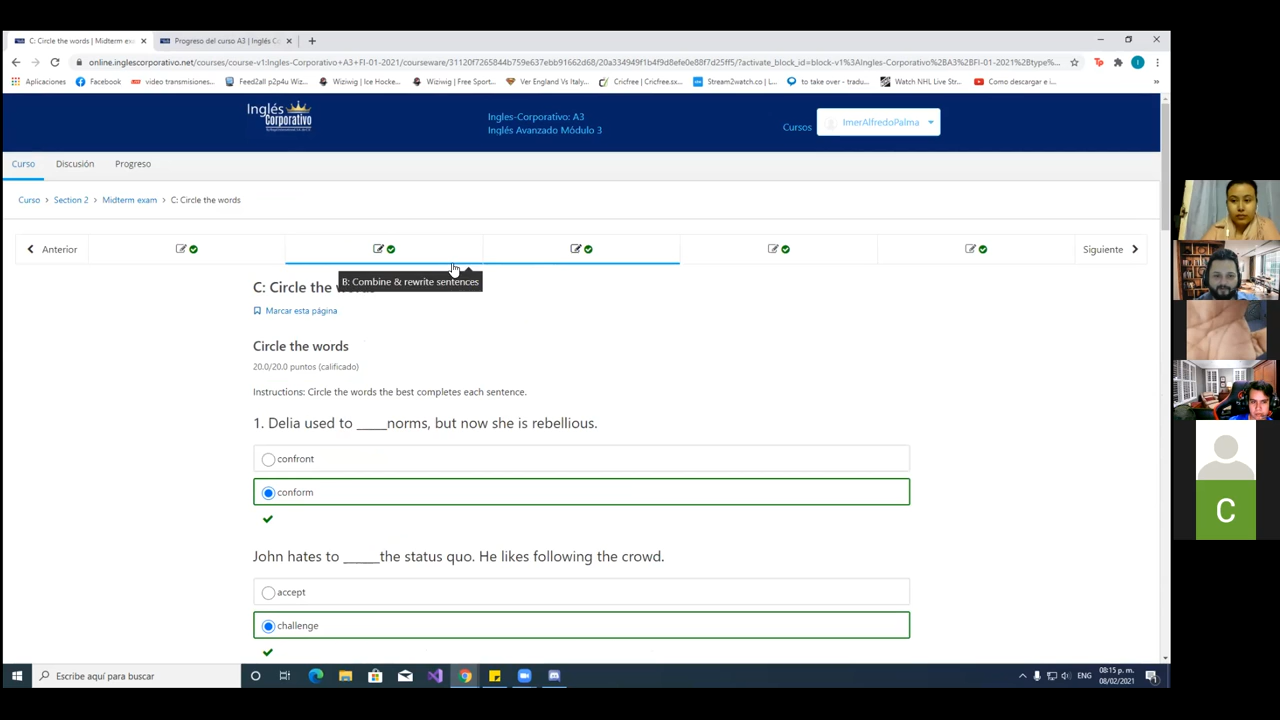 C: Circle the words | Midterm exa
Progreso del curso A3 | Inglés C
online.inglescorporativo.net/courses/course-v1:Ingles-Corporativo+A3+FI-01-2021/courseware/31120f7265844b759e637ebb91662d68/20a334949f1b4f9d8efe0e88f7d25ff5/?activate_block_id=block-v1%3AIngles-Corporativo%2BA3%2BFI-01-2021%2Btype%...
Aplicaciones
Facebook
video transmisiones...
Feed2all p2p4u Wiz...
Wiziwig | Ice Hocke...
Wiziwig | Free Sport...
Ver England Vs Italy...
Cricfree | Cricfree.sx...
Stream2watch.co | L...
to take over - tradu...
Watch NHL Live Str...
Como descargar e i...
»
Inglés
CORPORATIVO
Ingles-Corporativo: A3
Inglés Avanzado Módulo 3
Cursos
ImerAlfredoPalma
Curso
Discusión
Progreso
Curso > Section 2 > Midterm exam > C: Circle the words
Anterior
Siguiente
B: Combine & rewrite sentences
C: Circle the
Marcar esta página
Circle the words
20.0/20.0 puntos (calificado)
Instructions: Circle the words the best completes each sentence.
1. Delia used to _____norms, but now she is rebellious.
confront
conform
John hates to ______the status quo. He likes following the crowd.
accept
challenge
C
Escribe aquí para buscar
ENG
08:15 p. m.
08/02/2021